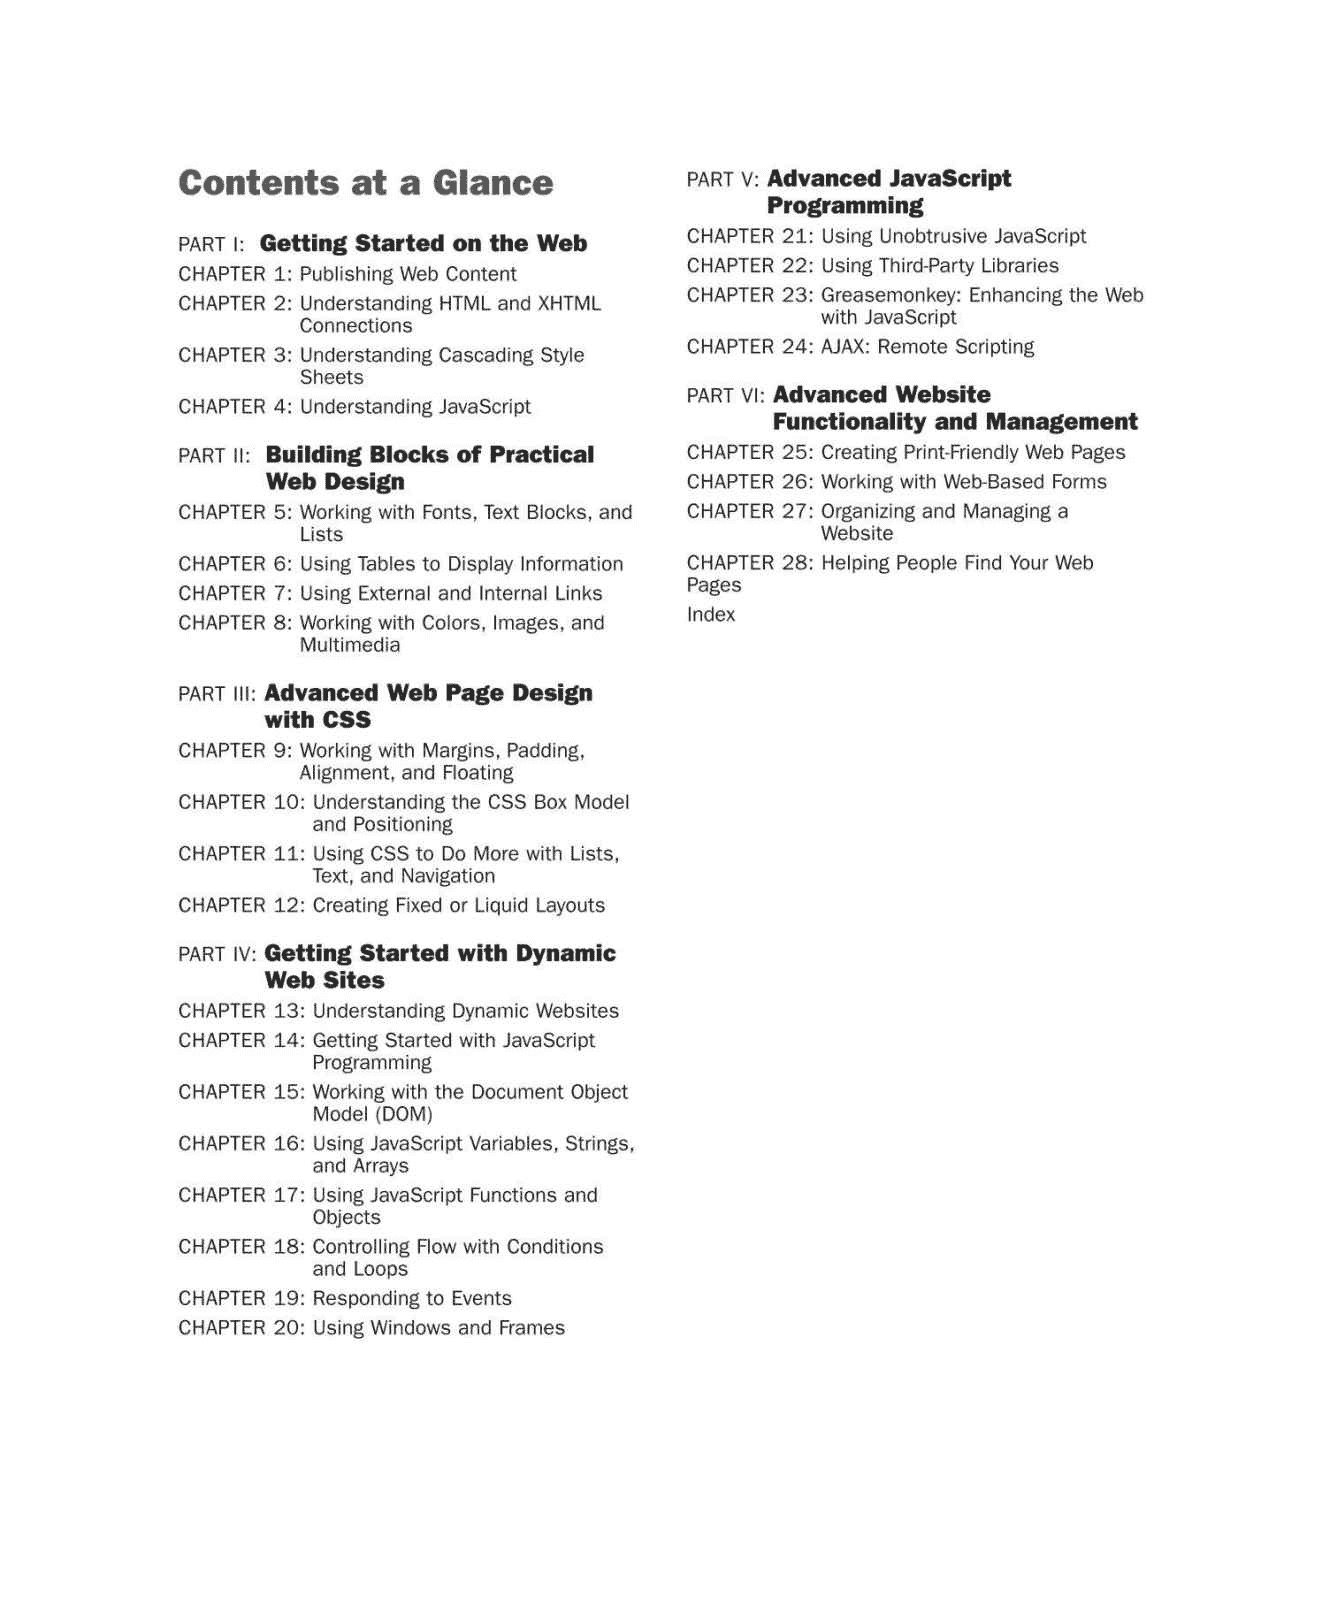 Contents at a Glance
PART I: Getting Started on the Web
CHAPTER 1: Publishing Web Content
CHAPTER 2: Understanding HTML and XHTML
Connections
CHAPTER 3: Understanding Cascading Style
Sheets
CHAPTER 4: Understanding JavaScript
PART II: Building Blocks of Practical
Web Design
CHAPTER 5: Working with Fonts, Text Blocks, and
Lists
CHAPTER 6: Using Tables to Display Information
CHAPTER 7: Using External and Internal Links
CHAPTER 8: Working with Colors, Images, and
Multimedia
PART III: Advanced Web Page Design
with CSS
CHAPTER 9: Working with Margins, Padding,
Alignment, and Floating
CHAPTER 10: Understanding the CSS Box Model
and Positioning
CHAPTER 11: Using CSS to Do More with Lists,
Text, and Navigation
CHAPTER 12: Creating Fixed or Liquid Layouts
PART IV: Getting Started with Dynamic
Web Sites
CHAPTER 13: Understanding Dynamic Websites
CHAPTER 14: Getting Started with JavaScript
Programming
CHAPTER 15: Working with the Document Object
Model (DOM)
CHAPTER 16: Using JavaScript Variables, Strings,
and Arrays
CHAPTER 17: Using JavaScript Functions and
Objects
CHAPTER 18: Controlling Flow with Conditions
and Loops
CHAPTER 19: Responding to Events
CHAPTER 20: Using Windows and Frames
PART V: Advanced JavaScript
Programming
CHAPTER 21: Using Unobtrusive JavaScript
CHAPTER 22: Using Third-Party Libraries
CHAPTER 23: Greasemonkey: Enhancing the Web
with JavaScript
CHAPTER 24: AJAX: Remote Scripting
PART VI: Advanced Website
Functionality and Management
CHAPTER 25: Creating Print-Friendly Web Pages
CHAPTER 26: Working with Web-Based Forms
CHAPTER 27: Organizing and Managing a
Website
CHAPTER 28: Helping People Find Your Web
Pages
Index